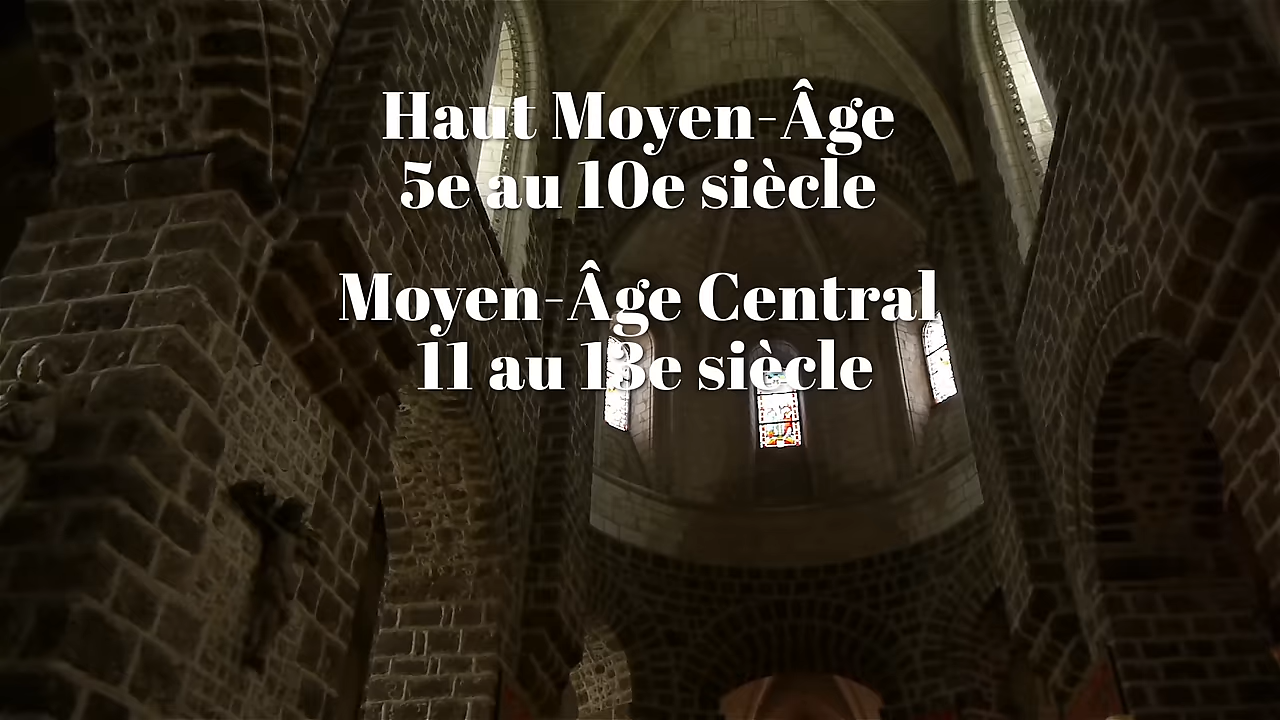 Haut Moyen-Âge
5e au 10e siècle
Moyen-Âge Central
11 au 13e siècle